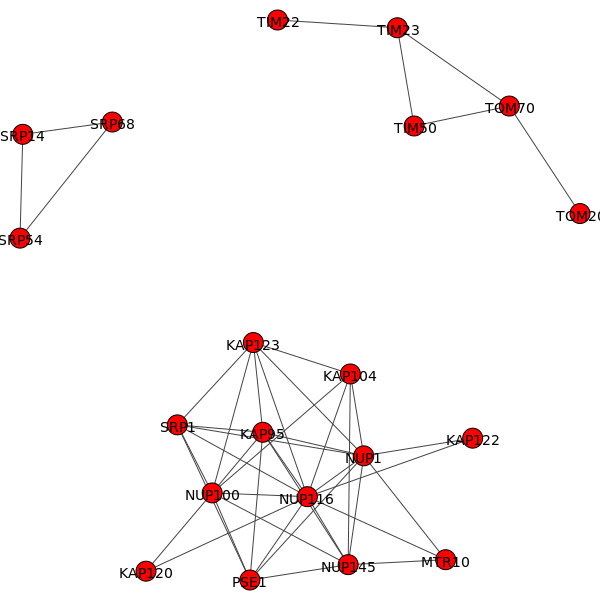 TIM22
TIM23
TOM70
SRP68
TIM50
SRP14
TOM20
SRP54
KAP123
KAP104
SRP1
KAP95
KAP122
NUP1
NUP100
NUP116
MTR10
NUP145
KAP120
PSE1